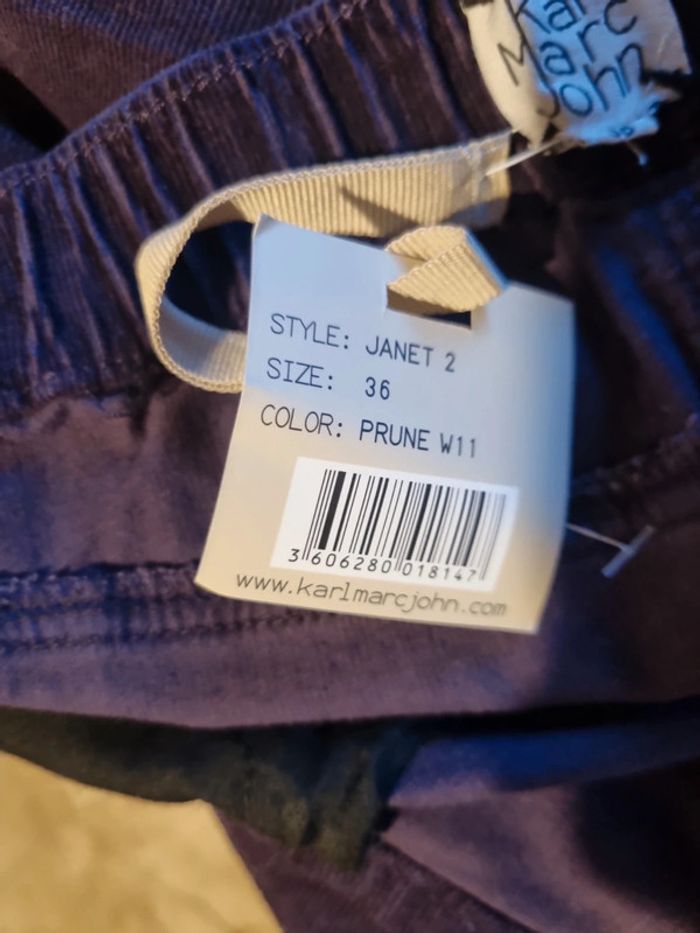 Karl
Marc
John
STYLE: JANET 2
SIZE: 36
COLOR: PRUNE W11
3 606280 018147
www.karlmarcjohn.com